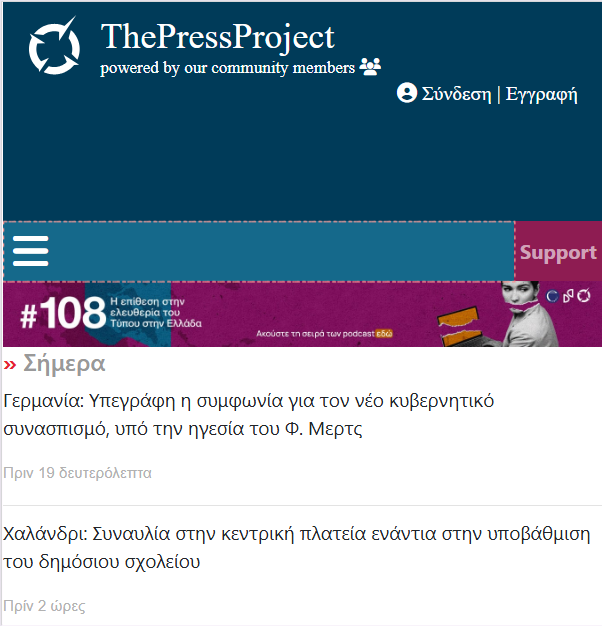 ThePressProject
powered by our community members
Σύνδεση | Εγγραφή
Support
#108
Η επίθεση στην
ελευθερία του
Τύπου στην Ελλάδα
Ακούστε τη σειρά των podcast εδώ
» Σήμερα
Γερμανία: Υπεγράφη η συμφωνία για τον νέο κυβερνητικό
συνασπισμό, υπό την ηγεσία του Φ. Μερτς
Πριν 19 δευτερόλεπτα
Χαλάνδρι: Συναυλία στην κεντρική πλατεία ενάντια στην υποβάθμιση
του δημόσιου σχολείου
Πρίν 2 ώρες